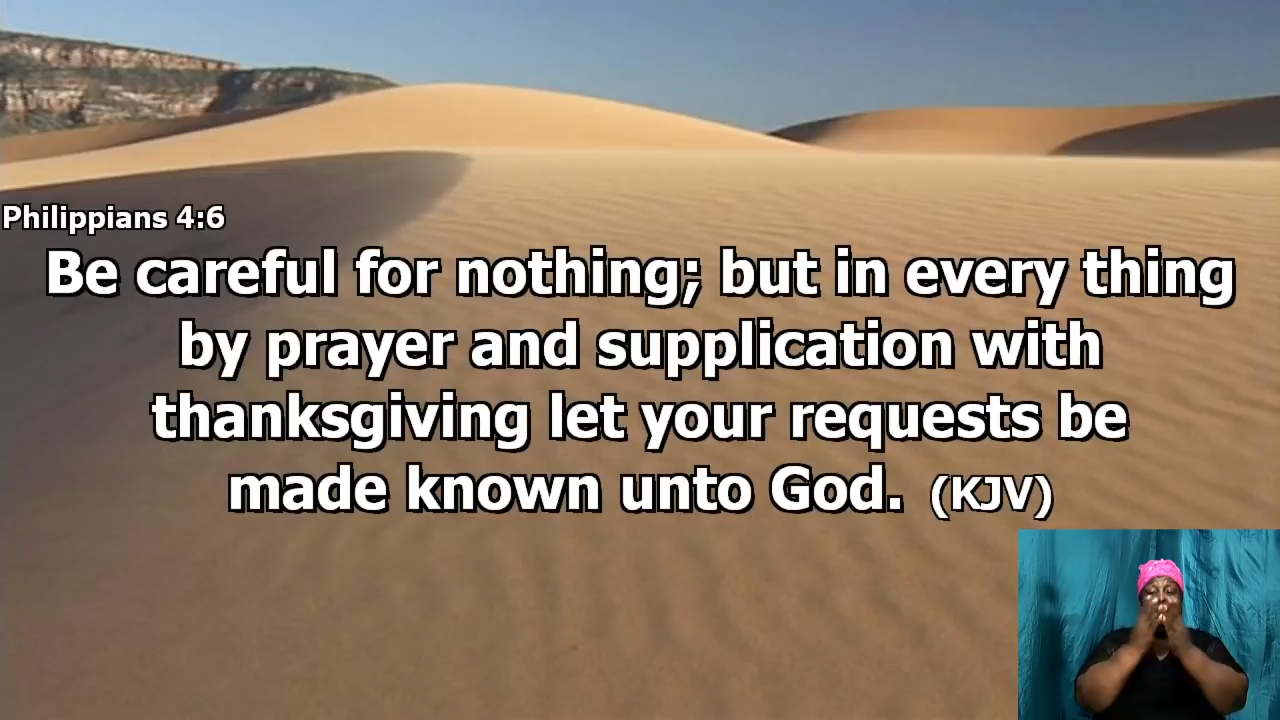 Philippians 4:6
Be careful for nothing; but in every thing
by prayer and supplication with
thanksgiving let your requests be
made known unto God. (KJV)